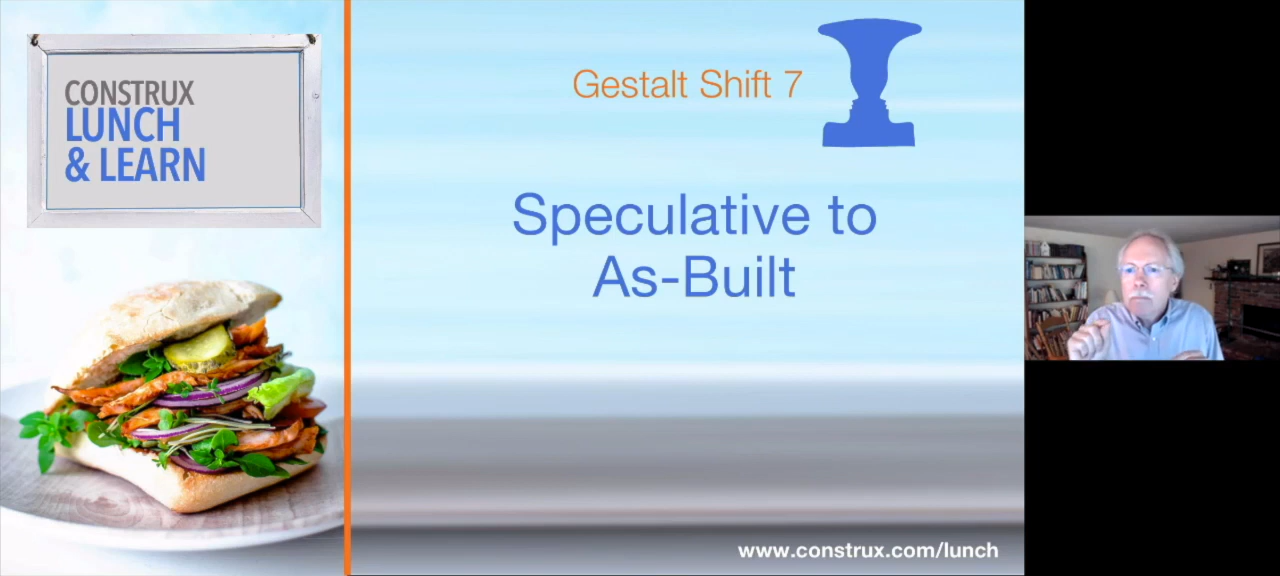 CONSTRUX
LUNCH
& LEARN
Gestalt Shift 7
Speculative to
As-Built
www.construx.com/lunch